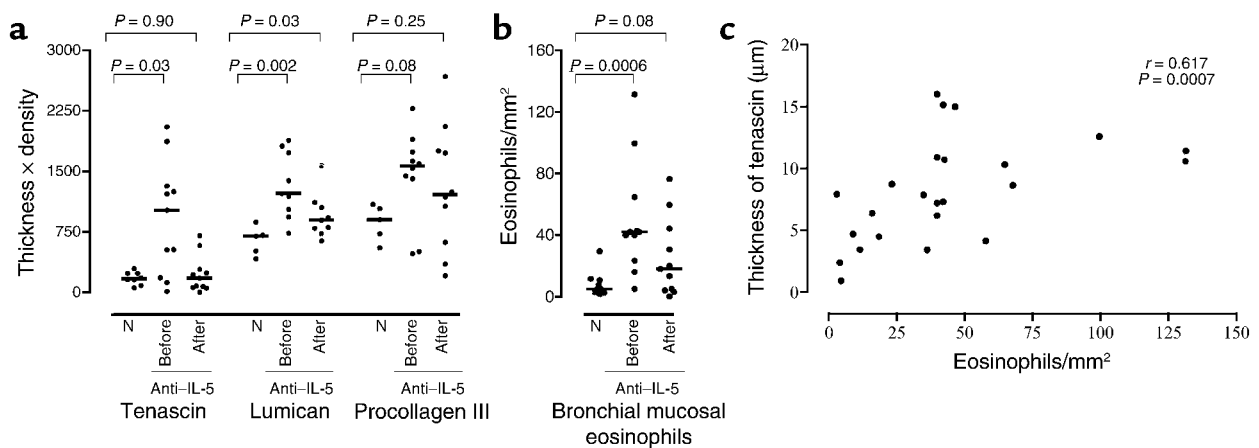 a
P = 0.90
P = 0.03
P = 0.25
P = 0.03
P = 0.002
P = 0.08
Thickness × density
3000
2250
1500
750
0
N
Before
After
N
Before
After
N
Before
After
Anti–IL-5
Anti–IL-5
Anti–IL-5
Tenascin
Lumican
Procollagen III
b
P = 0.08
P = 0.0006
Eosinophils/mm²
160
120
80
40
0
N
Before
After
Anti–IL-5
Bronchial mucosal
eosinophils
c
r = 0.617
P = 0.0007
Thickness of tenascin (μm)
20
15
10
5
0
0
25
50
75
100
125
150
Eosinophils/mm²